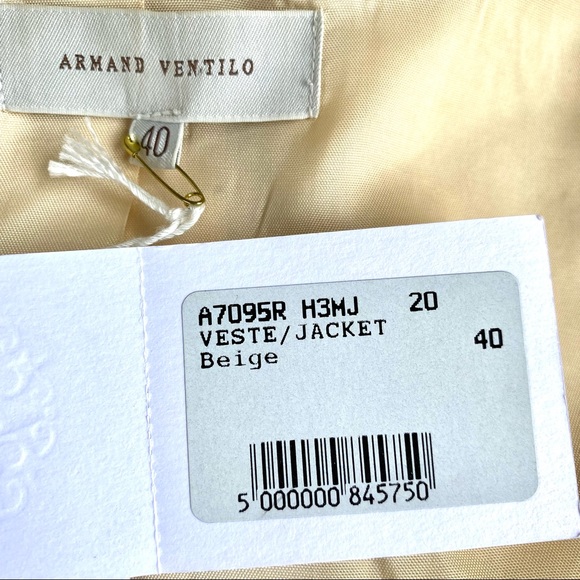 ARMAND VENTILO
40
A7095R H3MJ 20
VESTE/JACKET
40
Beige
5 000000 845750